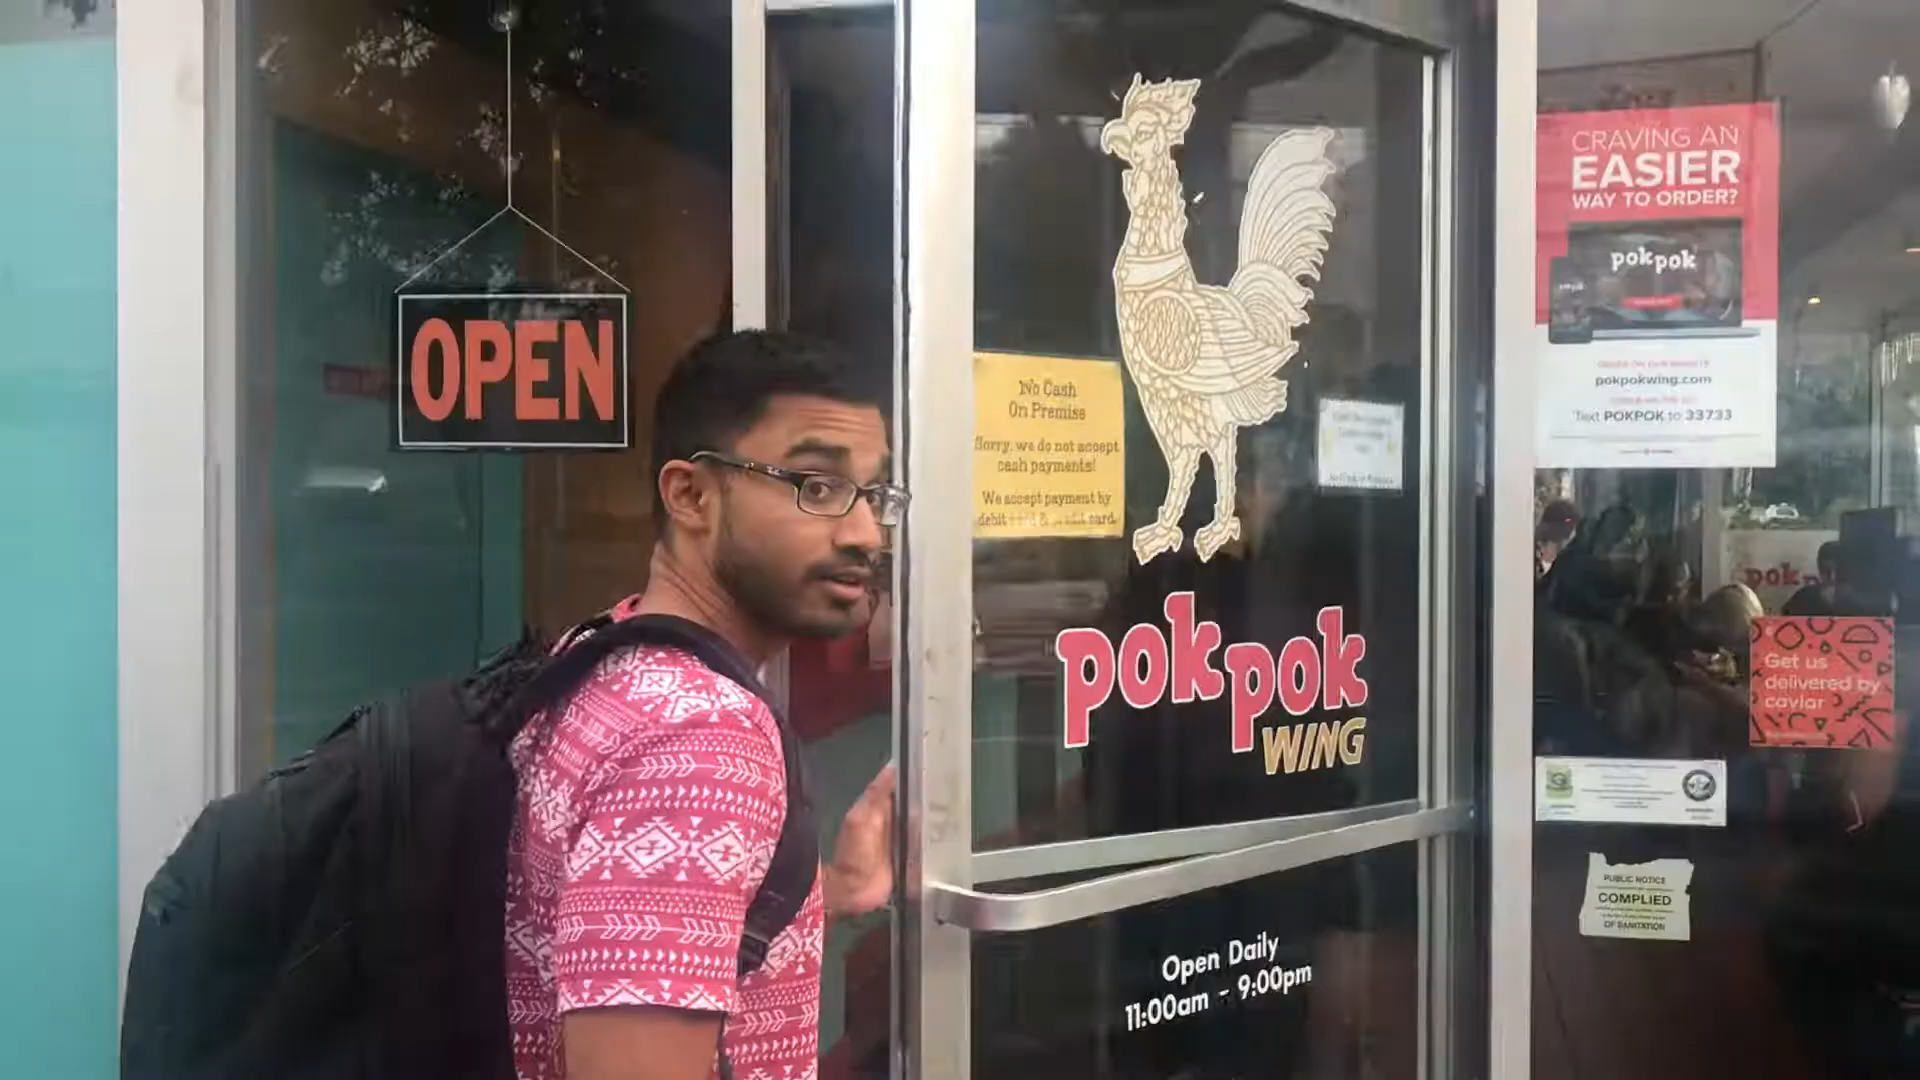 OPEN
No Cash
On Premise
Sorry, we do not accept
cash payments!
We accept payment by
debit & card.
pokpok
WING
Open Daily
11:00am - 9:00pm
CRAVING AN
EASIER
WAY TO ORDER?
pokpok
pokpokwing.com
Text POKPOK to 33733
Get us
delivered by
caviar
PUBLIC NOTICE
COMPLIED
OF SANITATION